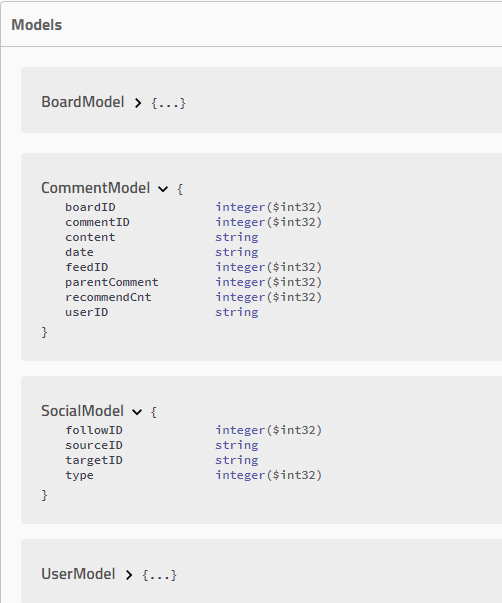 Models
BoardModel > {...}
CommentModel {
boardID integer($int32)
commentID integer($int32)
content string
date string
feedID integer($int32)
parentComment integer($int32)
recommendCnt integer($int32)
userID string
}
SocialModel {
followID integer($int32)
sourceID string
targetID string
type integer($int32)
}
UserModel > {...}